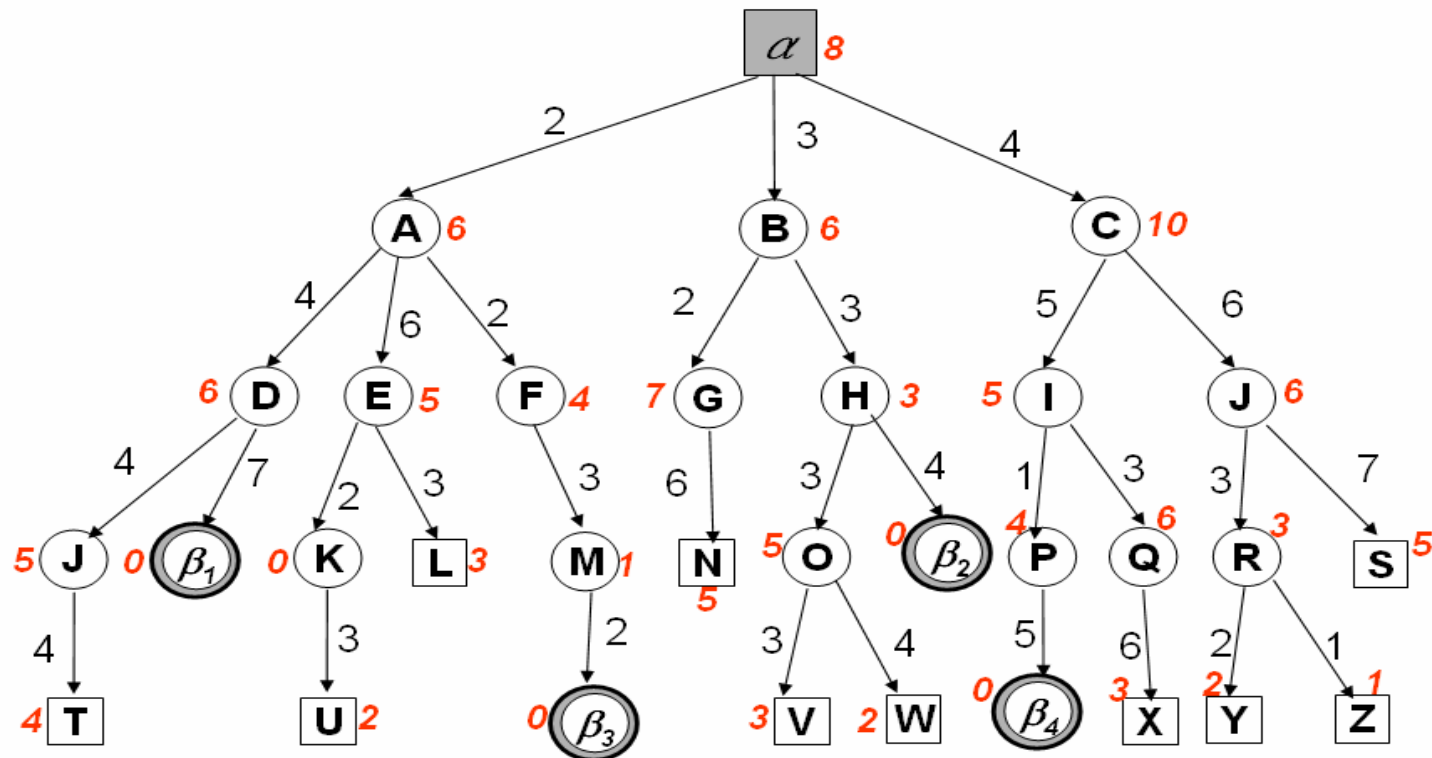 α 8
2 3 4
A 6 B 6 C 10
4 6 2 2 3 5 6
6 D E 5 F 4 7 G H 3 5 I J 6
4 7 2 3 3 6 3 4 1 3 3 7
5 J 0 β₁ 0 K L 3 M 1 N 5 5 O 0 β₂ 4 P Q 6 R 3 S 5
4 3 2 3 4 5 6 2 1
4 T U 2 0 β₃ 3 V 2 W 0 β₄ 3 X 2 Y Z 1